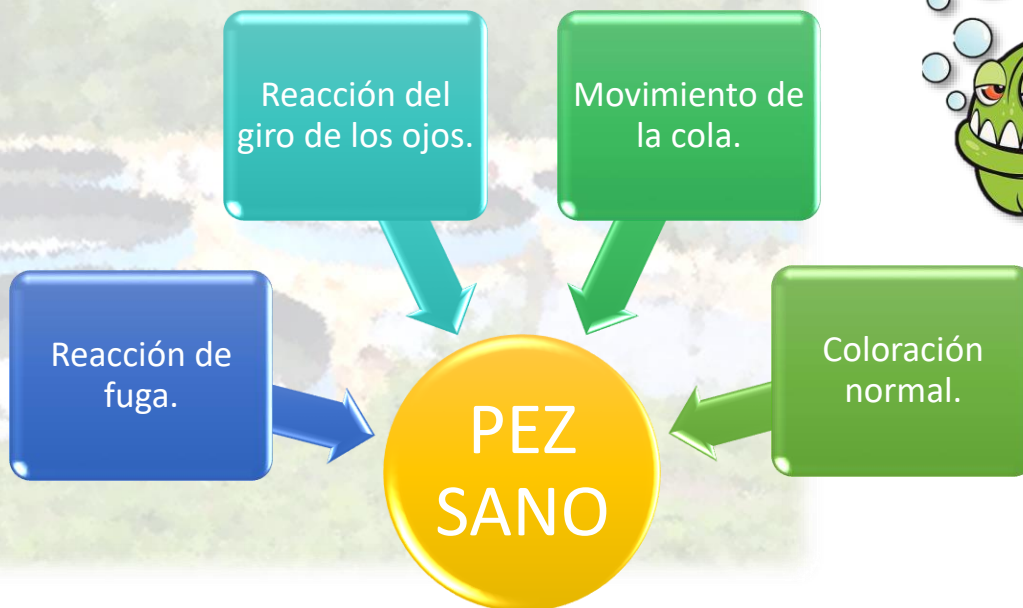 Reacción del
giro de los ojos.
Movimiento de
la cola.
Reacción de
fuga.
Coloración
normal.
PEZ
SANO